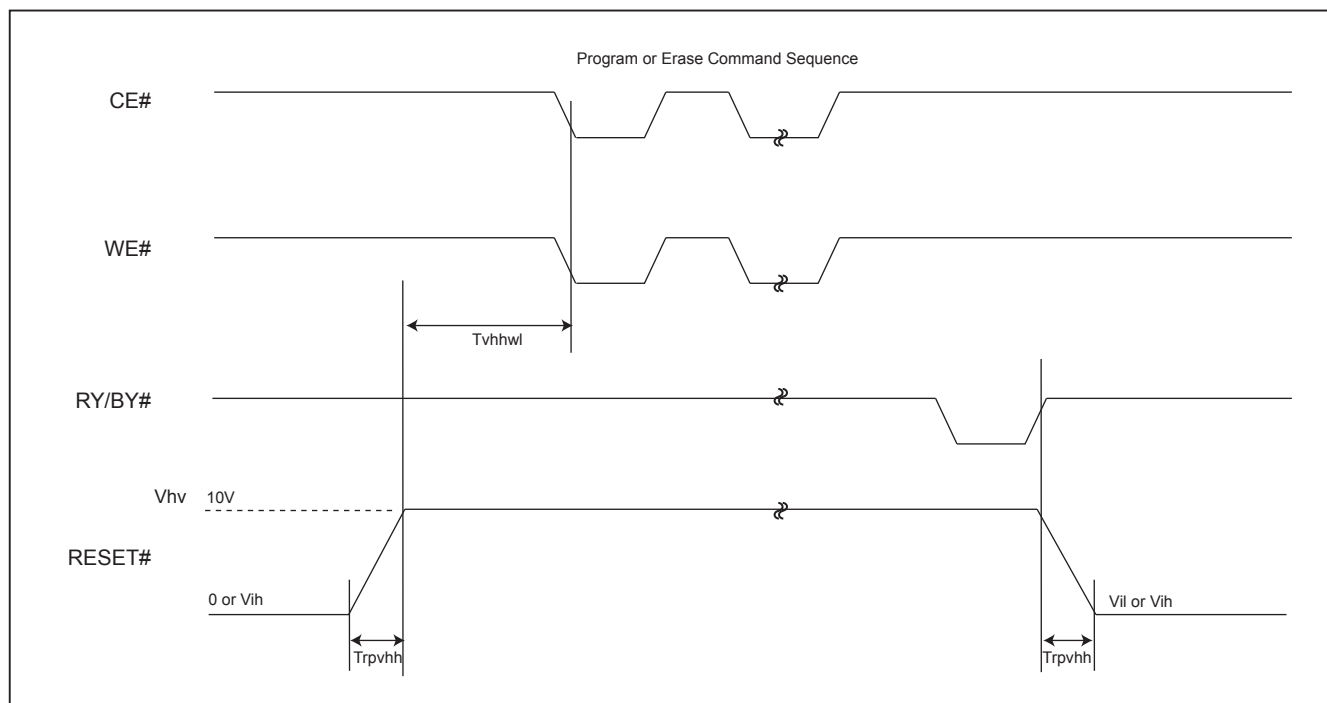 Program or Erase Command Sequence
CE#
WE#
Tvhhwl
RY/BY#
Vhv 10V
RESET#
0 or Vih
Vil or Vih
Trpvhh
Trpvhh